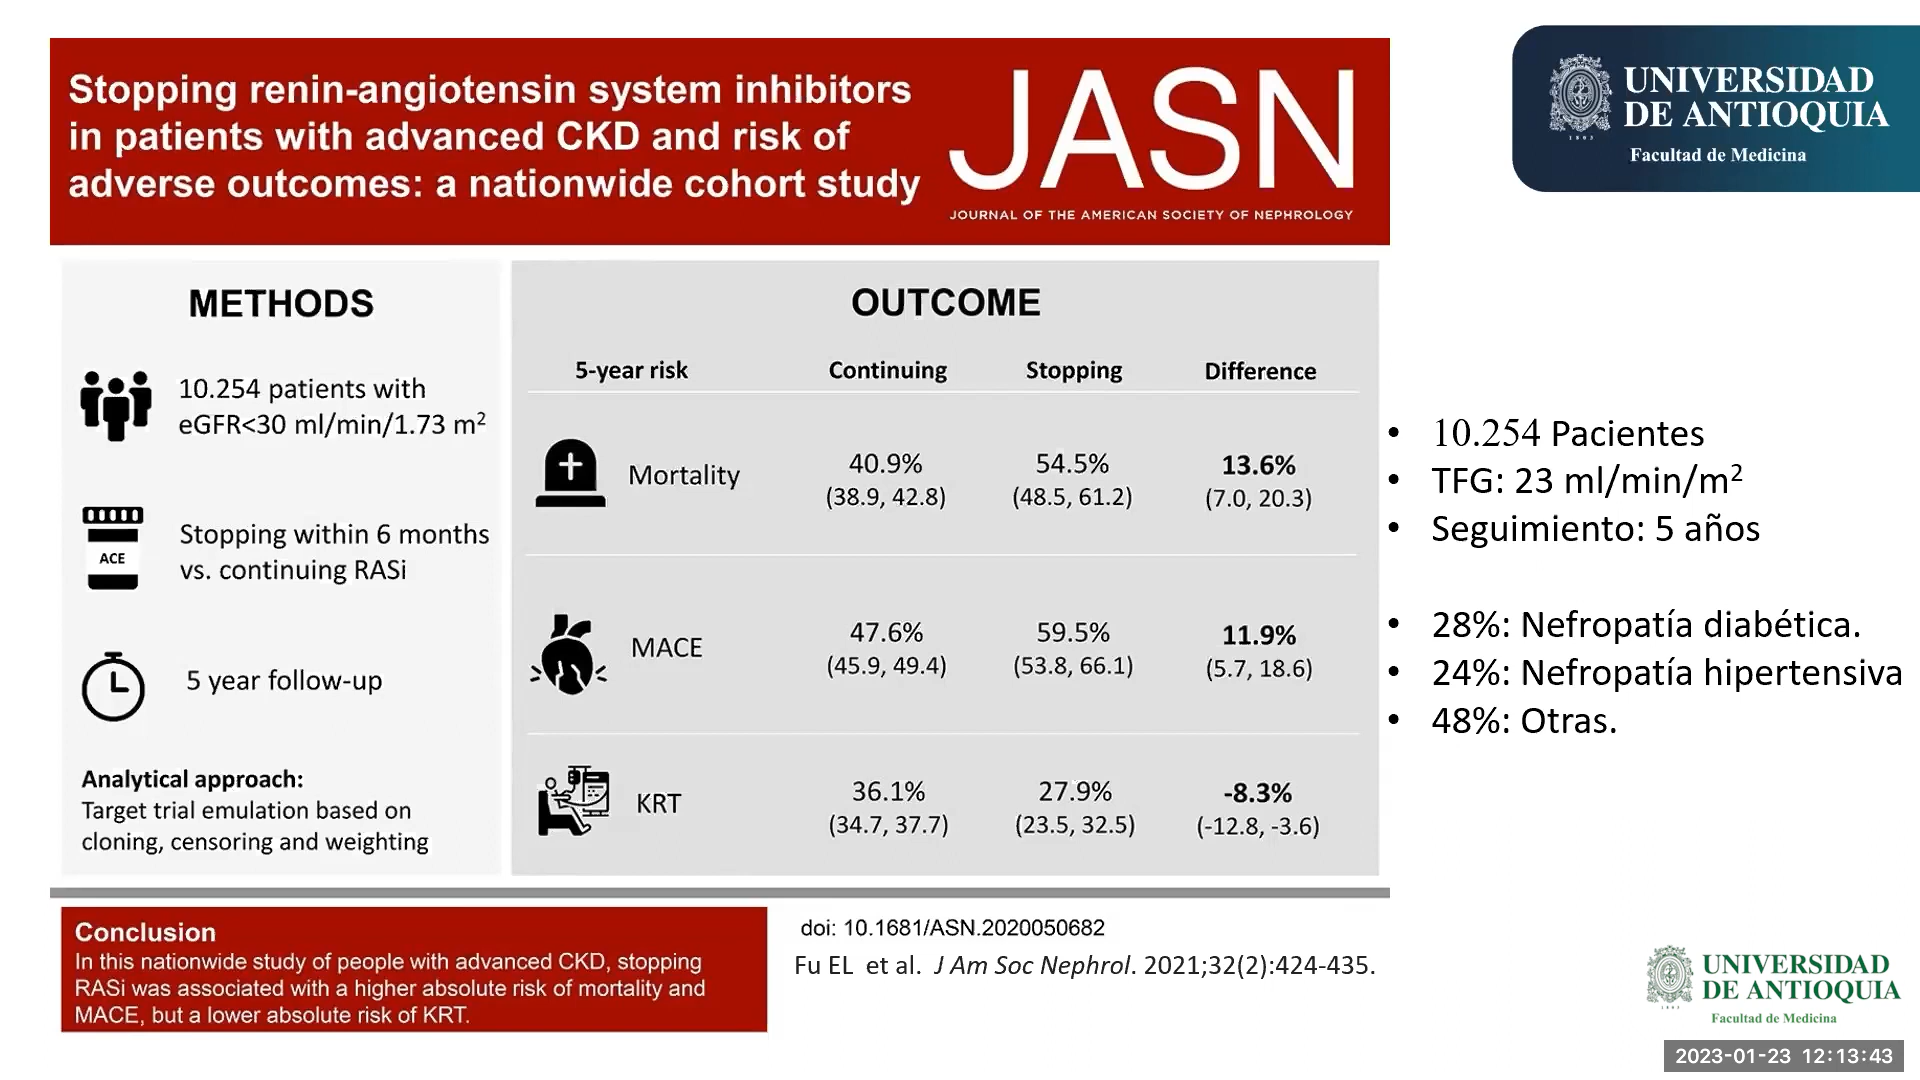 Stopping renin-angiotensin system inhibitors
in patients with advanced CKD and risk of
adverse outcomes: a nationwide cohort study
JASN
JOURNAL OF THE AMERICAN SOCIETY OF NEPHROLOGY
UNIVERSIDAD
DE ANTIOQUIA
1803
Facultad de Medicina
METHODS
10.254 patients with
eGFR<30 ml/min/1.73 m²
ACE
Stopping within 6 months
vs. continuing RASi
5 year follow-up
Analytical approach:
Target trial emulation based on
cloning, censoring and weighting
OUTCOME
5-year risk Continuing Stopping Difference
Mortality 40.9% 54.5% 13.6%
(38.9, 42.8) (48.5, 61.2) (7.0, 20.3)
MACE 47.6% 59.5% 11.9%
(45.9, 49.4) (53.8, 66.1) (5.7, 18.6)
KRT 36.1% 27.9% -8.3%
(34.7, 37.7) (23.5, 32.5) (-12.8, -3.6)
• 10.254 Pacientes
• TFG: 23 ml/min/m²
• Seguimiento: 5 años
• 28%: Nefropatía diabética.
• 24%: Nefropatía hipertensiva
• 48%: Otras.
Conclusion
In this nationwide study of people with advanced CKD, stopping
RASi was associated with a higher absolute risk of mortality and
MACE, but a lower absolute risk of KRT.
doi: 10.1681/ASN.2020050682
Fu EL et al. J Am Soc Nephrol. 2021;32(2):424-435.
UNIVERSIDAD
DE ANTIOQUIA
Facultad de Medicina
2023-01-23 12:13:43